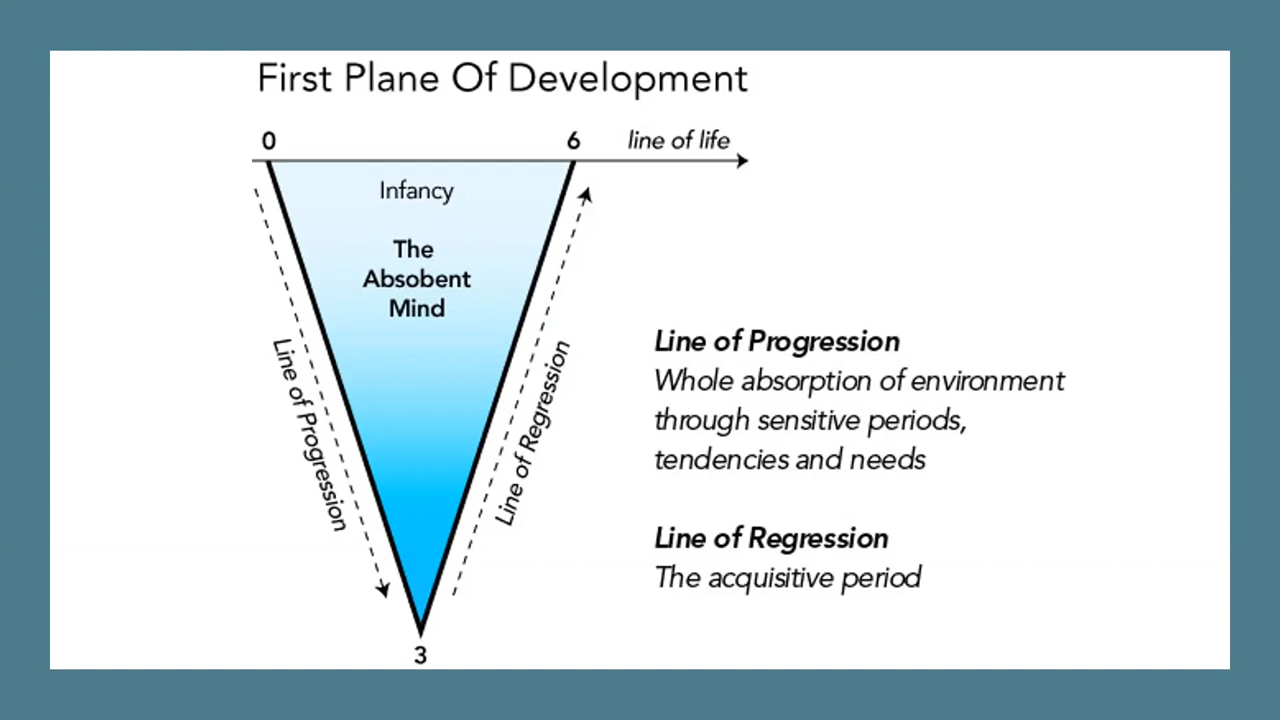 First Plane Of Development
0
6
line of life
Infancy
The
Absobent
Mind
Line of Progression
Line of Regression
3
Line of Progression
Whole absorption of environment
through sensitive periods,
tendencies and needs
Line of Regression
The acquisitive period